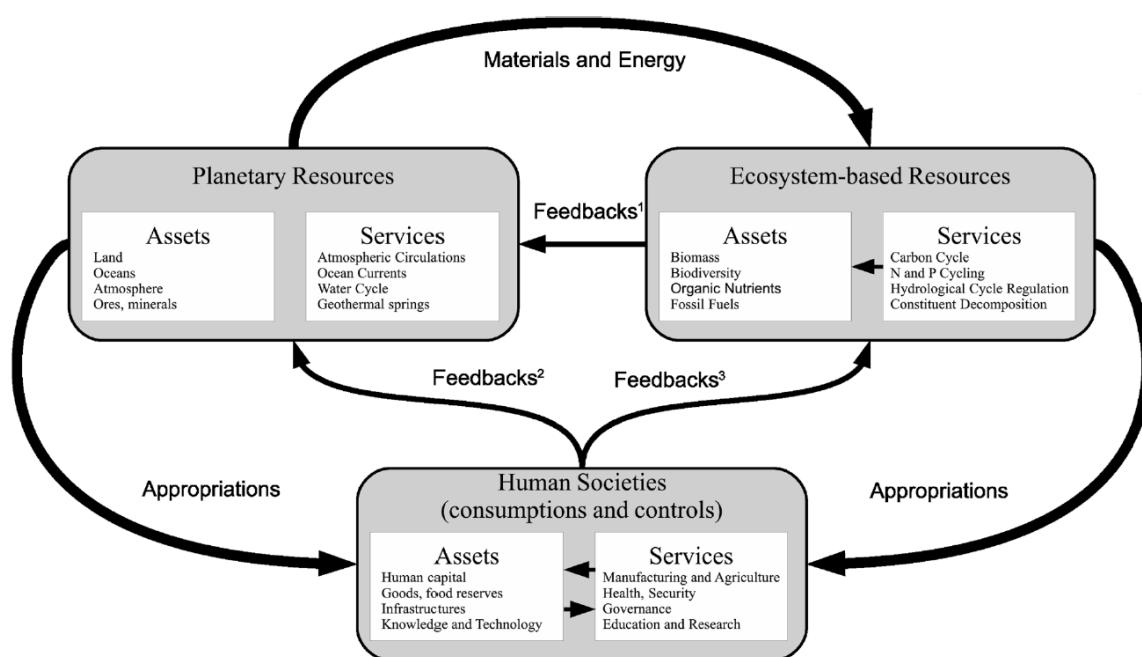 Materials and Energy
Planetary Resources
Assets
Land
Oceans
Atmosphere
Ores, minerals
Services
Atmospheric Circulations
Ocean Currents
Water Cycle
Geothermal springs
Feedbacks¹
Ecosystem-based Resources
Assets
Biomass
Biodiversity
Organic Nutrients
Fossil Fuels
Services
Carbon Cycle
N and P Cycling
Hydrological Cycle Regulation
Constituent Decomposition
Feedbacks²
Feedbacks³
Appropriations
Appropriations
Human Societies
(consumptions and controls)
Assets
Human capital
Goods, food reserves
Infrastructures
Knowledge and Technology
Services
Manufacturing and Agriculture
Health, Security
Governance
Education and Research